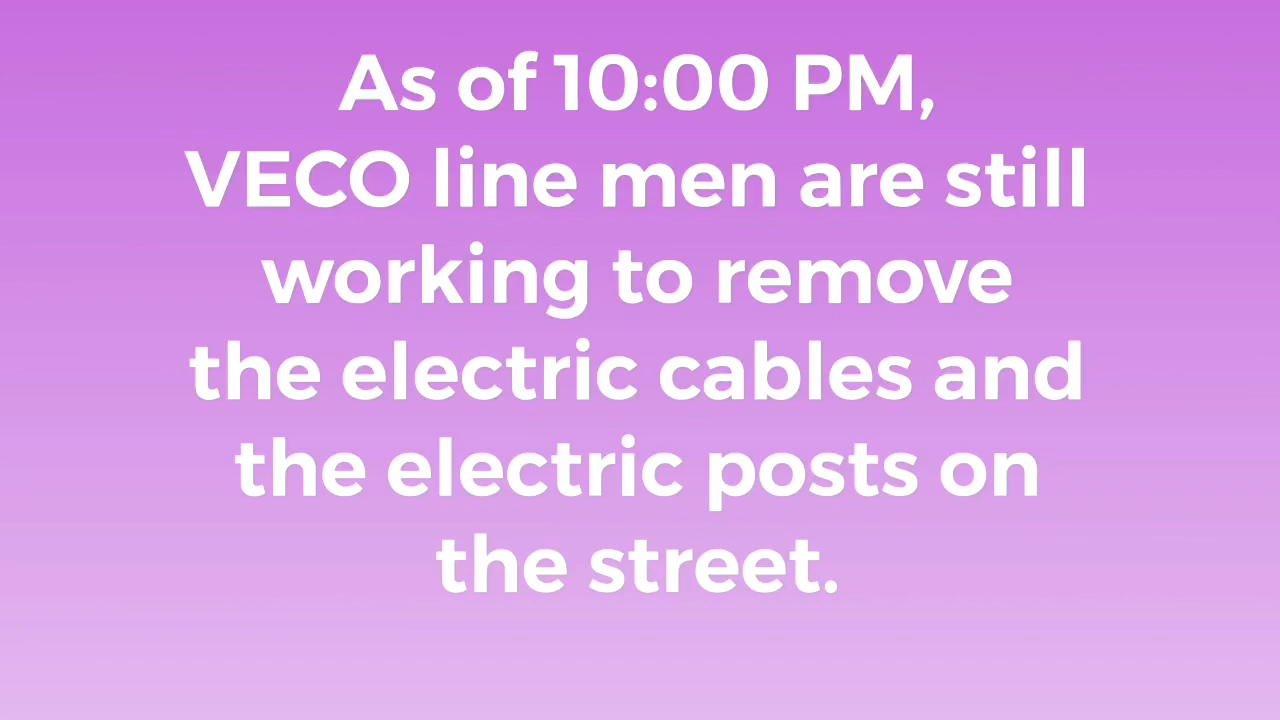 As of 10:00 PM,
VECO line men are still
working to remove
the electric cables and
the electric posts on
the street.